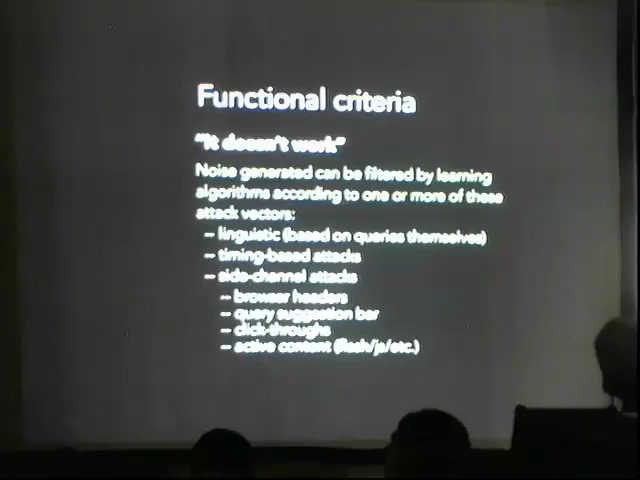 Functional criteria
"It doesn't work"
Noise generated can be filtered by learning
algorithms according to one or more of these
attack vectors:
– linguistic (based on queries themselves)
– timing-based attacks
– side-channel attacks
– browser headers
– query suggestion bar
– click-throughs
– active content (flash/js/etc.)